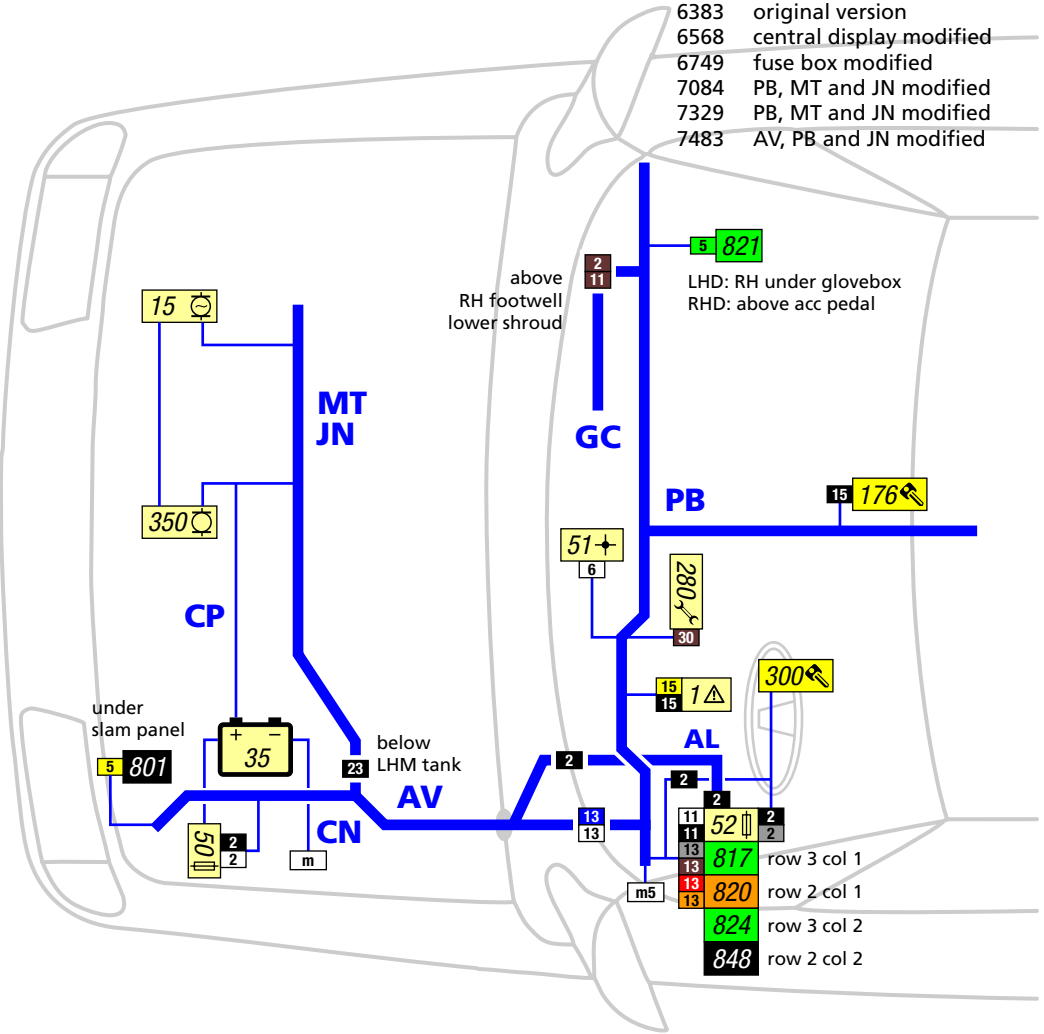 6383 original version
6568 central display modified
6749 fuse box modified
7084 PB, MT and JN modified
7329 PB, MT and JN modified
7483 AV, PB and JN modified
5 821
LHD: RH under glovebox
RHD: above acc pedal
2
11
above
RH footwell
lower shroud
15
MT
JN
GC
PB
15 176
350
51
6
280
30
CP
300
15
15
1
under
slam panel
5 801
+ −
35
below
LHM tank
23
AV
AL
2
2
2
CN
50
2
2
m
13
13
m5
11
11
52
2
2
13
13
817 row 3 col 1
13
13
820 row 2 col 1
824 row 3 col 2
848 row 2 col 2